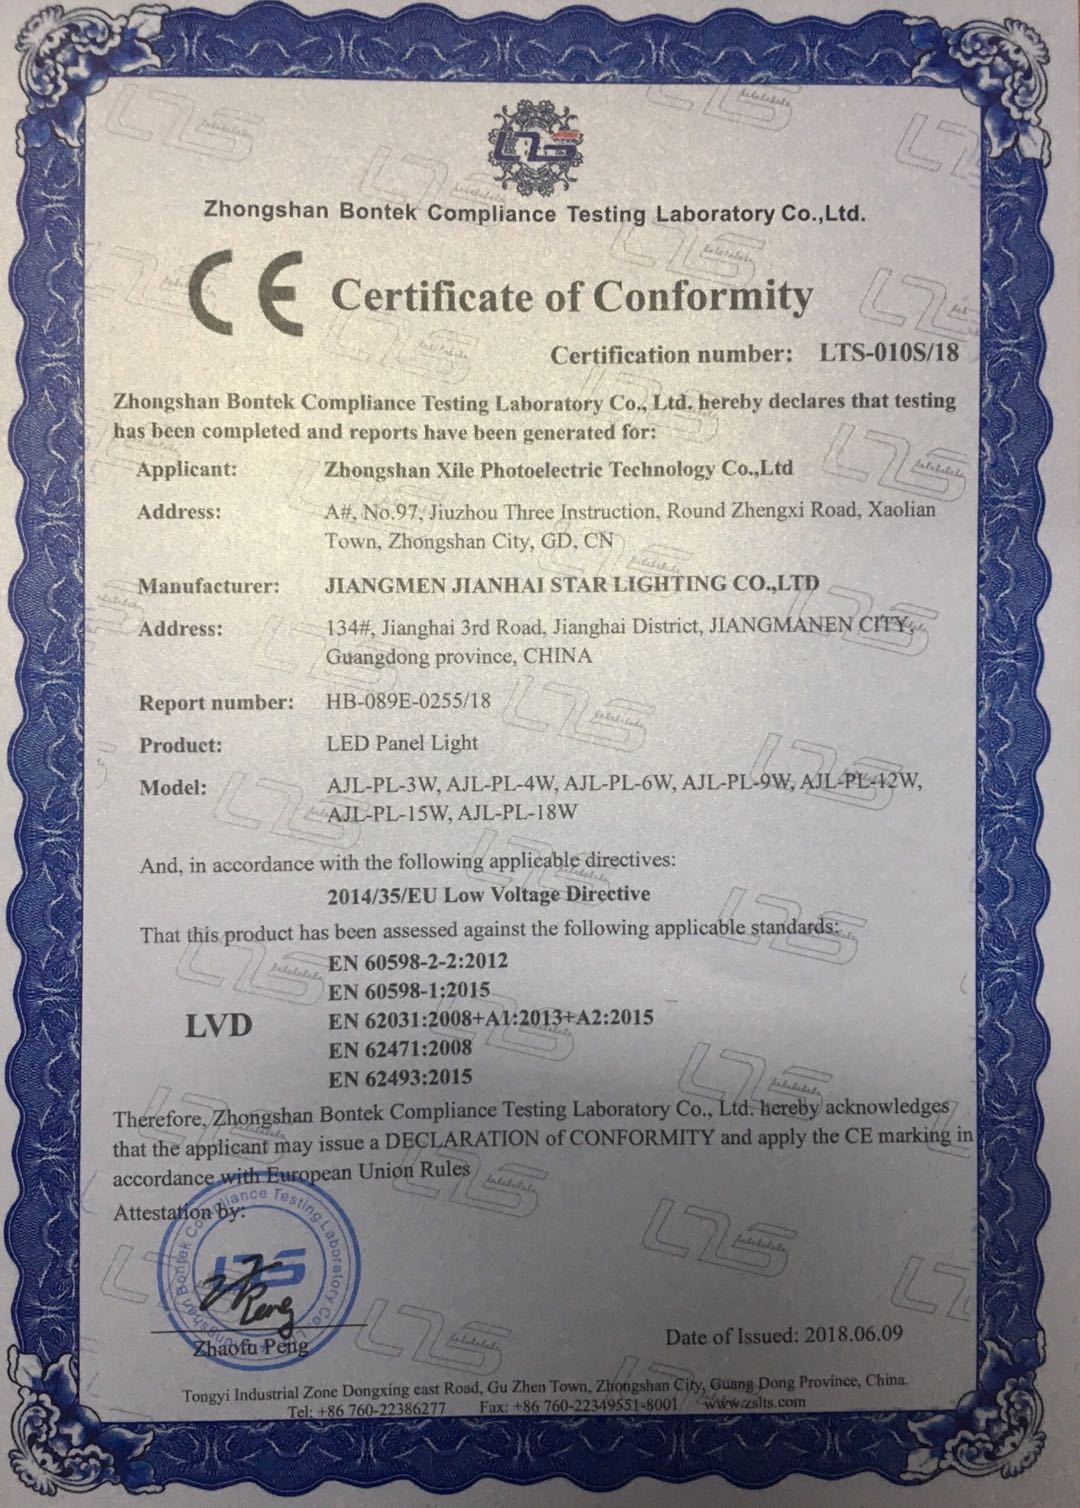 LTS
Zhongshan Bontek Compliance Testing Laboratory Co.,Ltd.
CE Certificate of Conformity
Certification number: LTS-010S/18
Zhongshan Bontek Compliance Testing Laboratory Co., Ltd. hereby declares that testing
has been completed and reports have been generated for:
Applicant: Zhongshan Xile Photoelectric Technology Co.,Ltd
Address: A#, No.97, Jiuzhou Three Instruction, Round Zhengxi Road, Xaolian
Town, Zhongshan City, GD, CN
Manufacturer: JIANGMEN JIANHAI STAR LIGHTING CO.,LTD
Address: 134#, Jianghai 3rd Road, Jianghai District, JIANGMANEN CITY,
Guangdong province, CHINA
Report number: HB-089E-0255/18
Product: LED Panel Light
Model: AJL-PL-3W, AJL-PL-4W, AJL-PL-6W, AJL-PL-9W, AJL-PL-12W,
AJL-PL-15W, AJL-PL-18W
And, in accordance with the following applicable directives:
2014/35/EU Low Voltage Directive
That this product has been assessed against the following applicable standards:
EN 60598-2-2:2012
EN 60598-1:2015
LVD EN 62031:2008+A1:2013+A2:2015
EN 62471:2008
EN 62493:2015
Therefore, Zhongshan Bontek Compliance Testing Laboratory Co., Ltd. hereby acknowledges
that the applicant may issue a DECLARATION of CONFORMITY and apply the CE marking in
accordance with European Union Rules
Attestation by:
Zhongshan Bontek Compliance Testing Laboratory Co., Ltd.
LTS
Zhaofu Peng
Date of Issued: 2018.06.09
Tongyi Industrial Zone Dongxing east Road, Gu Zhen Town, Zhongshan City, Guang Dong Province, China.
Tel: +86 760-22386277 Fax: +86 760-22349551-8001 www.zslts.com